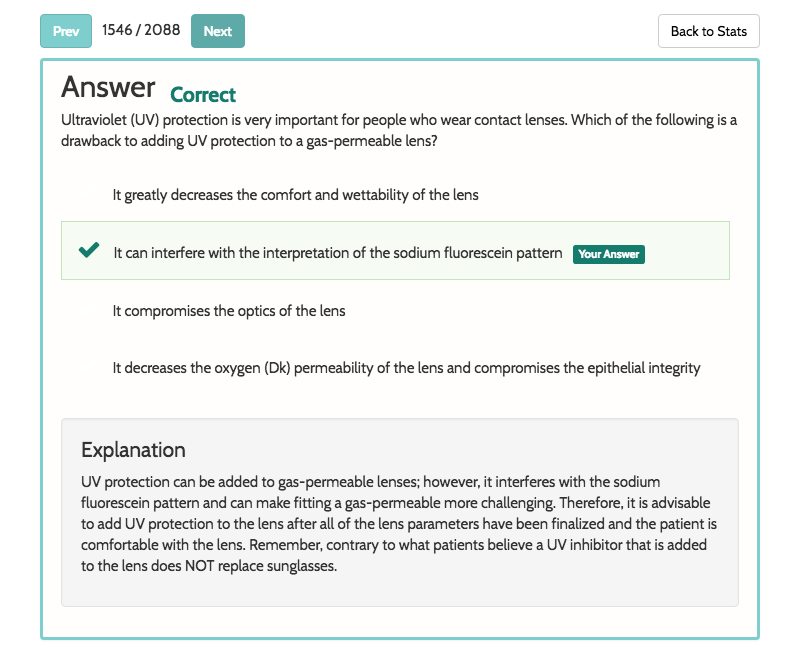 Prev 1546 / 2088 Next Back to Stats
Answer Correct
Ultraviolet (UV) protection is very important for people who wear contact lenses. Which of the following is a
drawback to adding UV protection to a gas-permeable lens?
It greatly decreases the comfort and wettability of the lens
It can interfere with the interpretation of the sodium fluorescein pattern Your Answer
It compromises the optics of the lens
It decreases the oxygen (Dk) permeability of the lens and compromises the epithelial integrity
Explanation
UV protection can be added to gas-permeable lenses; however, it interferes with the sodium
fluorescein pattern and can make fitting a gas-permeable more challenging. Therefore, it is advisable
to add UV protection to the lens after all of the lens parameters have been finalized and the patient is
comfortable with the lens. Remember, contrary to what patients believe a UV inhibitor that is added
to the lens does NOT replace sunglasses.